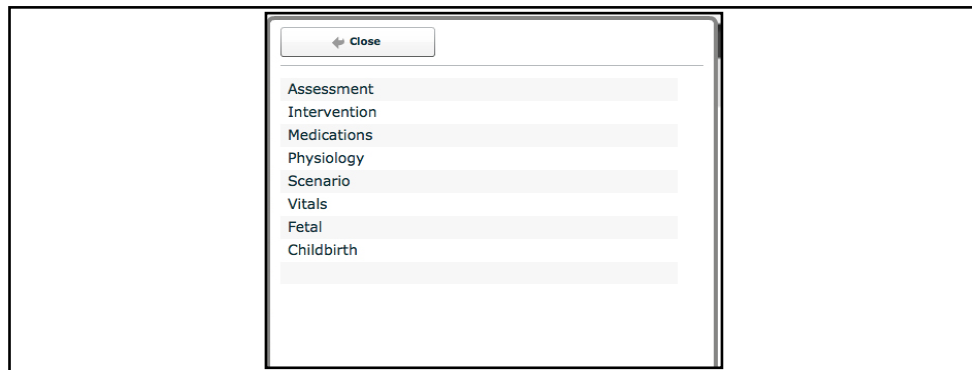 Close
Assessment
Intervention
Medications
Physiology
Scenario
Vitals
Fetal
Childbirth